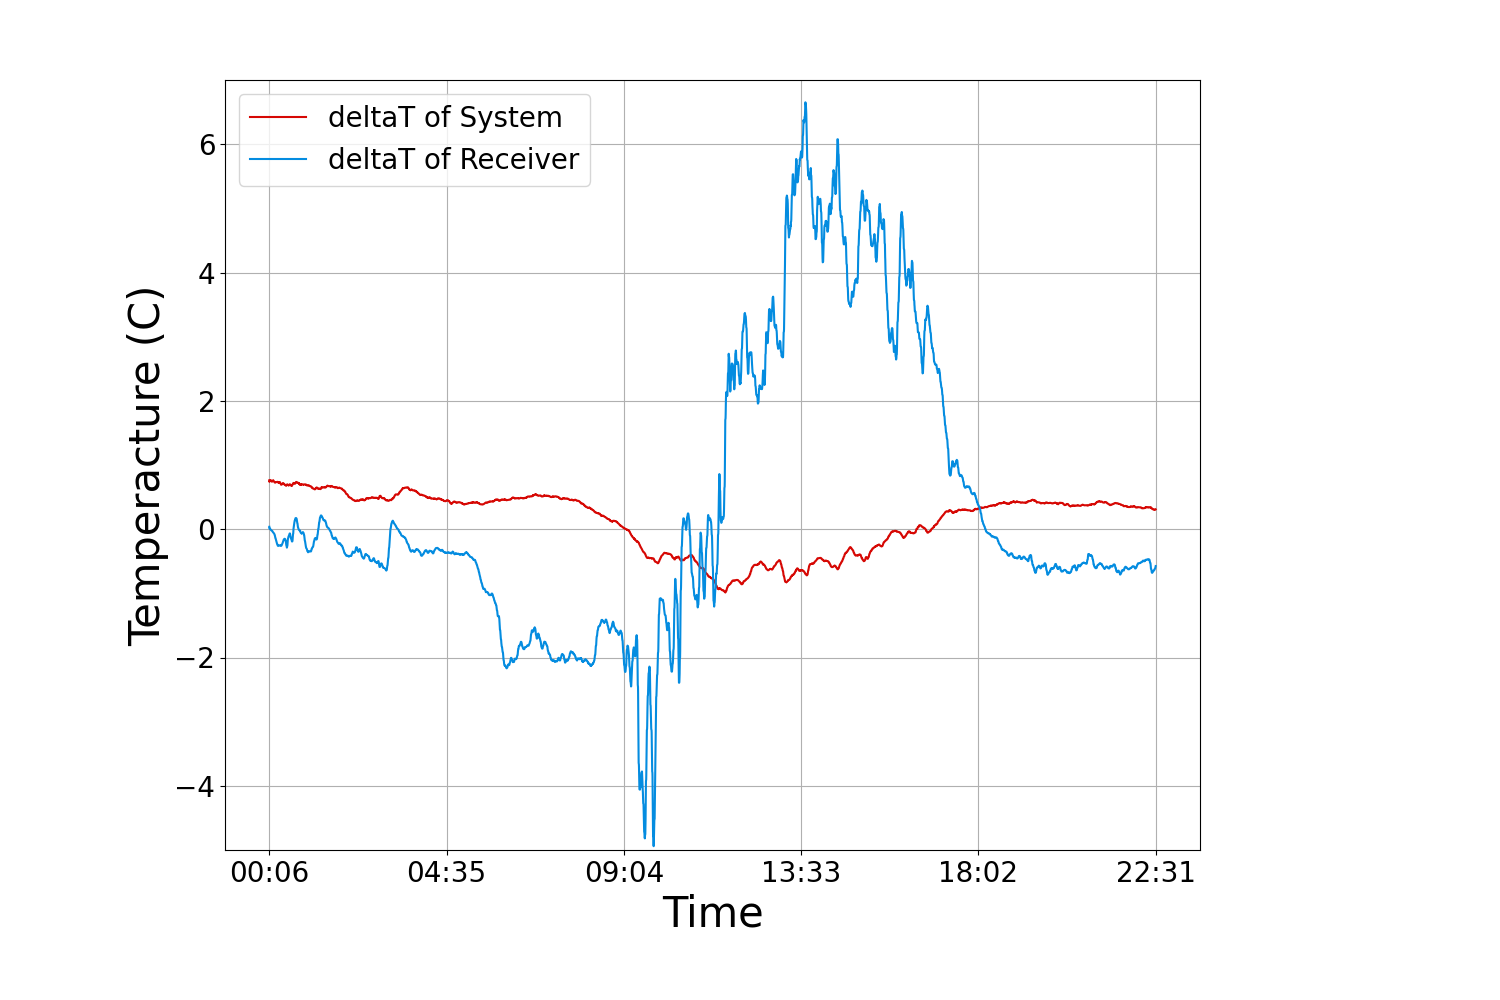 deltaT of System
deltaT of Receiver
6
4
2
0
−2
−4
Temperacture (C)
00:06 04:35 09:04 13:33 18:02 22:31
Time